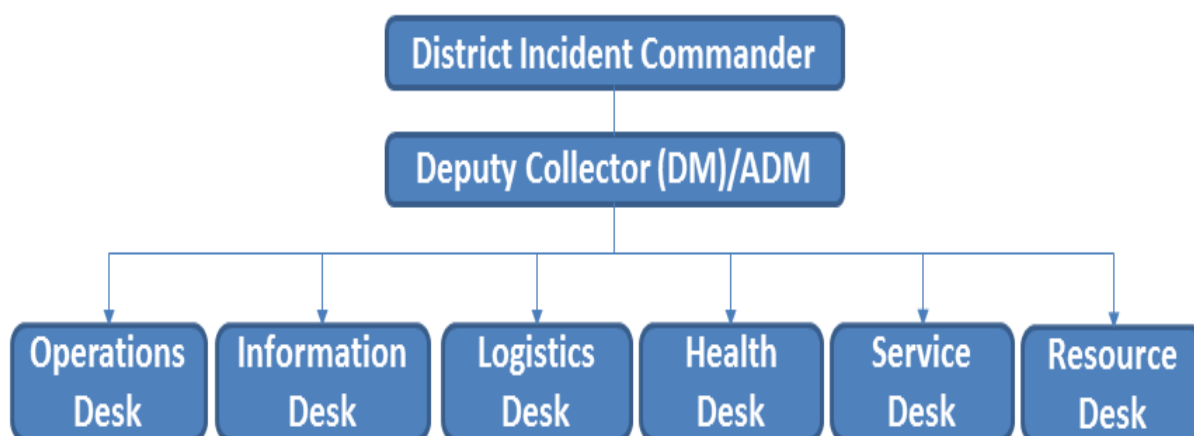 District Incident Commander
Deputy Collector (DM)/ADM
Operations
Desk
Information
Desk
Logistics
Desk
Health
Desk
Service
Desk
Resource
Desk